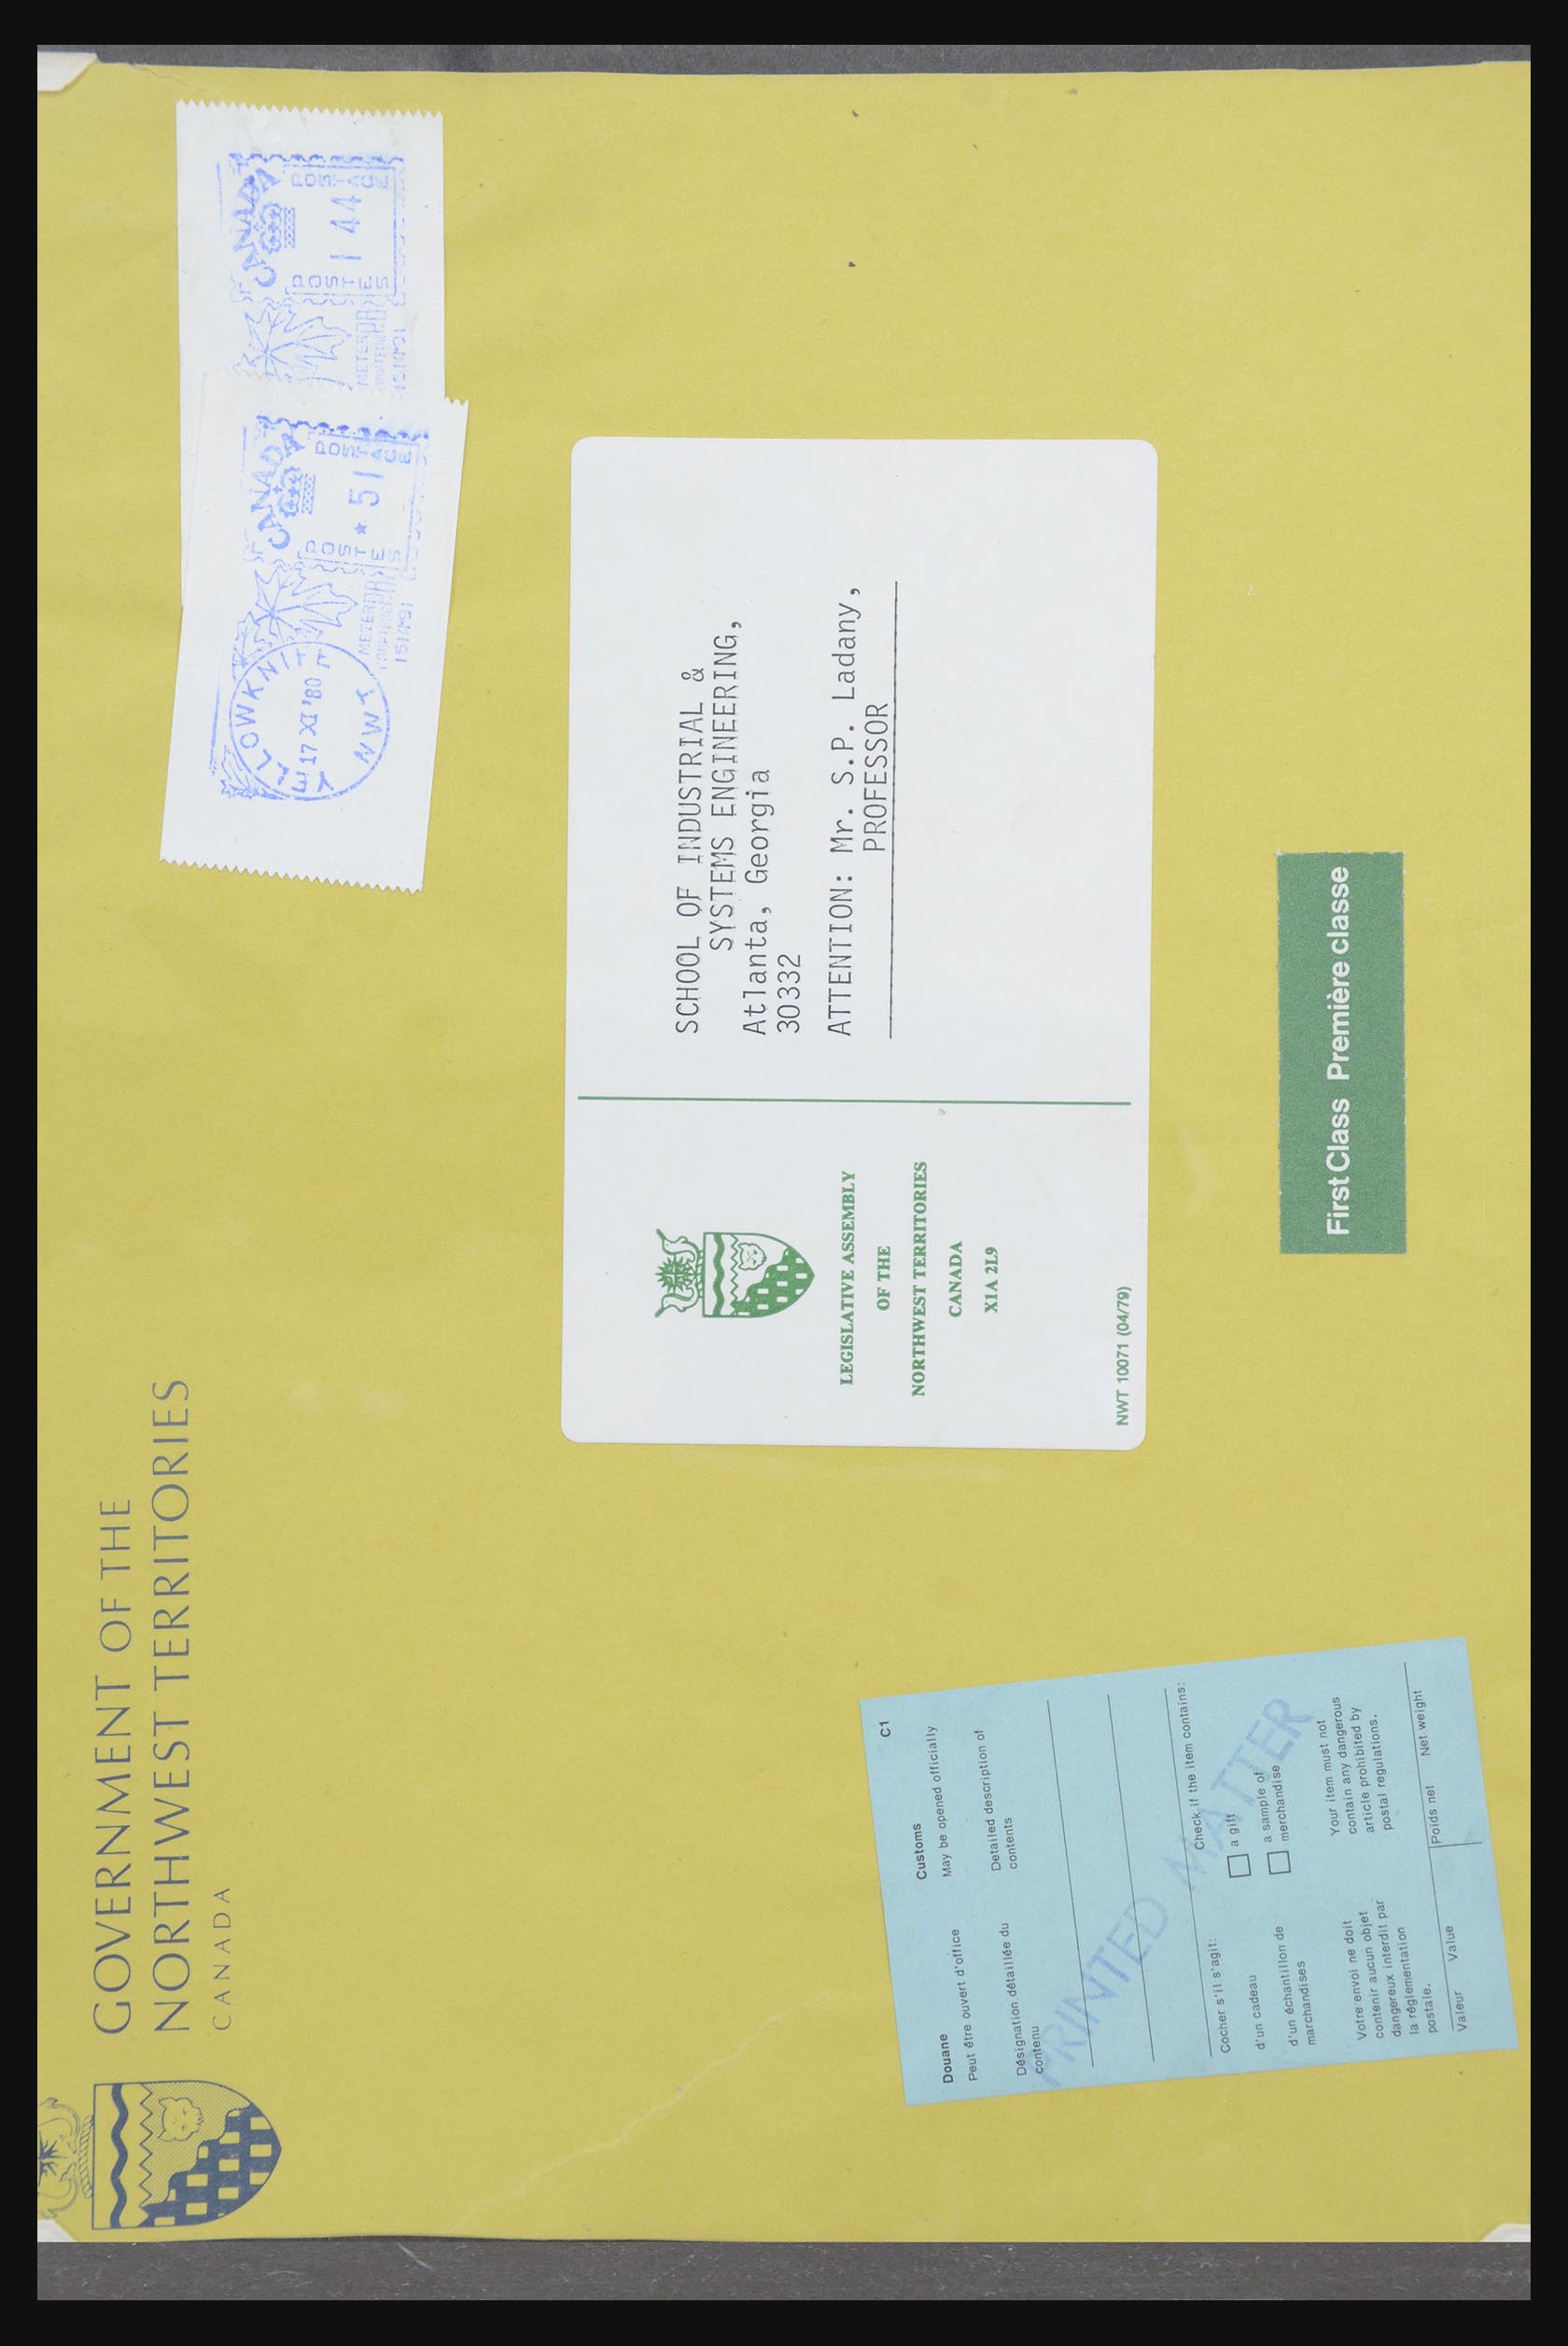 GOVERNMENT OF THE
NORTHWEST TERRITORIES
CANADA
YELLOWKNIFE
17 XI '80
NWT
CANADA
POSTES
★ 51
POSTAGE
METER
CANADA
POSTES
1 44
POSTAGE
METER
LEGISLATIVE ASSEMBLY
OF THE
NORTHWEST TERRITORIES
CANADA
X1A 2L9
NWT 10071 (04/79)
SCHOOL OF INDUSTRIAL &
SYSTEMS ENGINEERING,
Atlanta, Georgia
30332
ATTENTION: Mr. S.P. Ladany,
PROFESSOR
First Class Première classe
C1
Douane
Peut être ouvert d'office
Customs
May be opened officially
Désignation détaillée du
contenu
Detailed description of
contents
PRINTED MATTER
Cocher s'il s'agit:
Check, if the item contains:
d'un cadeau
a gift
d'un échantillon de
marchandises
a sample of
merchandise
Votre envoi ne doit
contenir aucun objet
dangereux interdit par
la réglementation
postale.
Your item must not
contain any dangerous
article prohibited by
postal regulations.
Valeur Value
Poids net Net weight